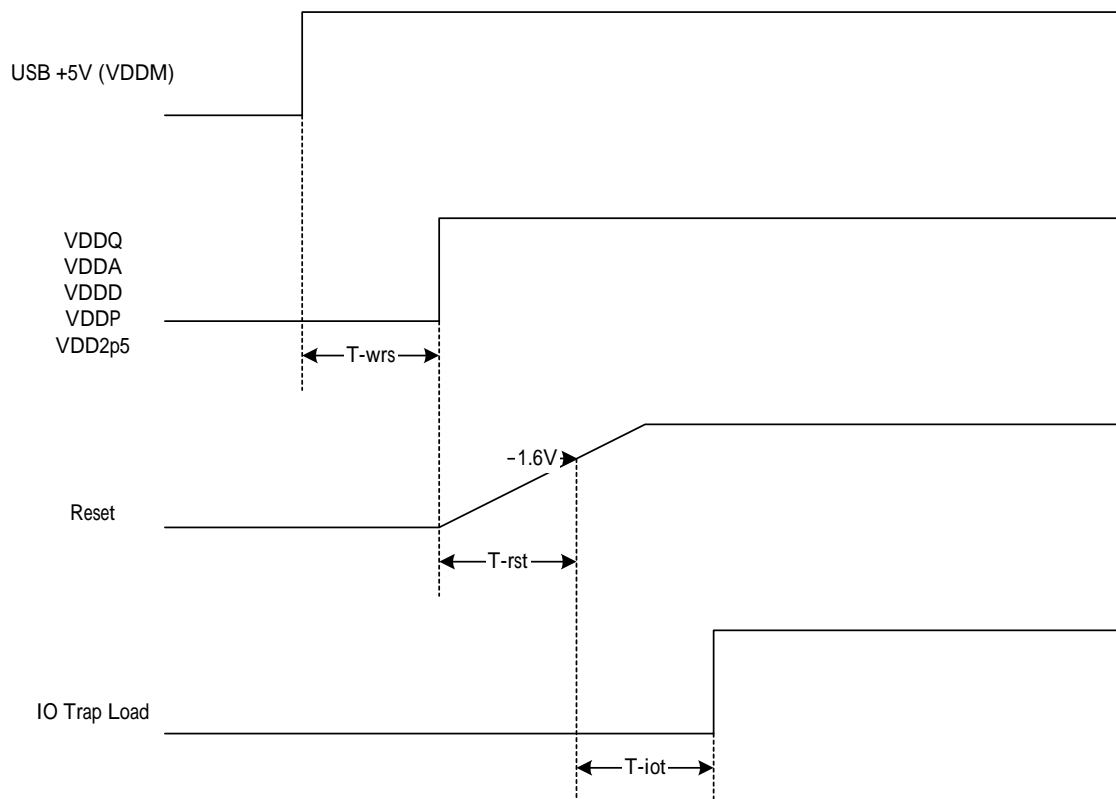 USB +5V (VDDM)
VDDQ
VDDA
VDDD
VDDP
VDD2p5
T-wrs
−1.6V
Reset
T-rst
IO Trap Load
T-iot